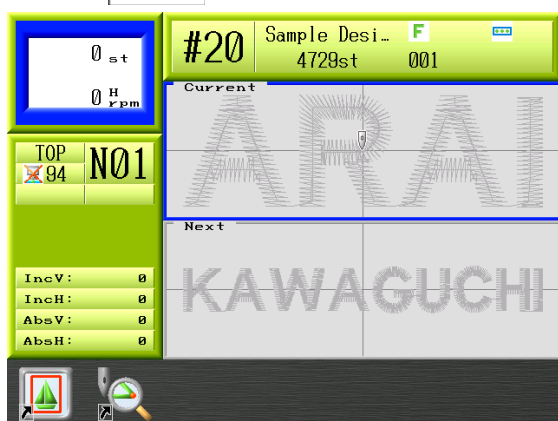 0 st
0 H rpm
#20 Sample Desi… F
4729st 001
TOP
94 N01
IncV: 0
IncH: 0
AbsV: 0
AbsH: 0
Current
ARAI
Next
KAWAGUCHI